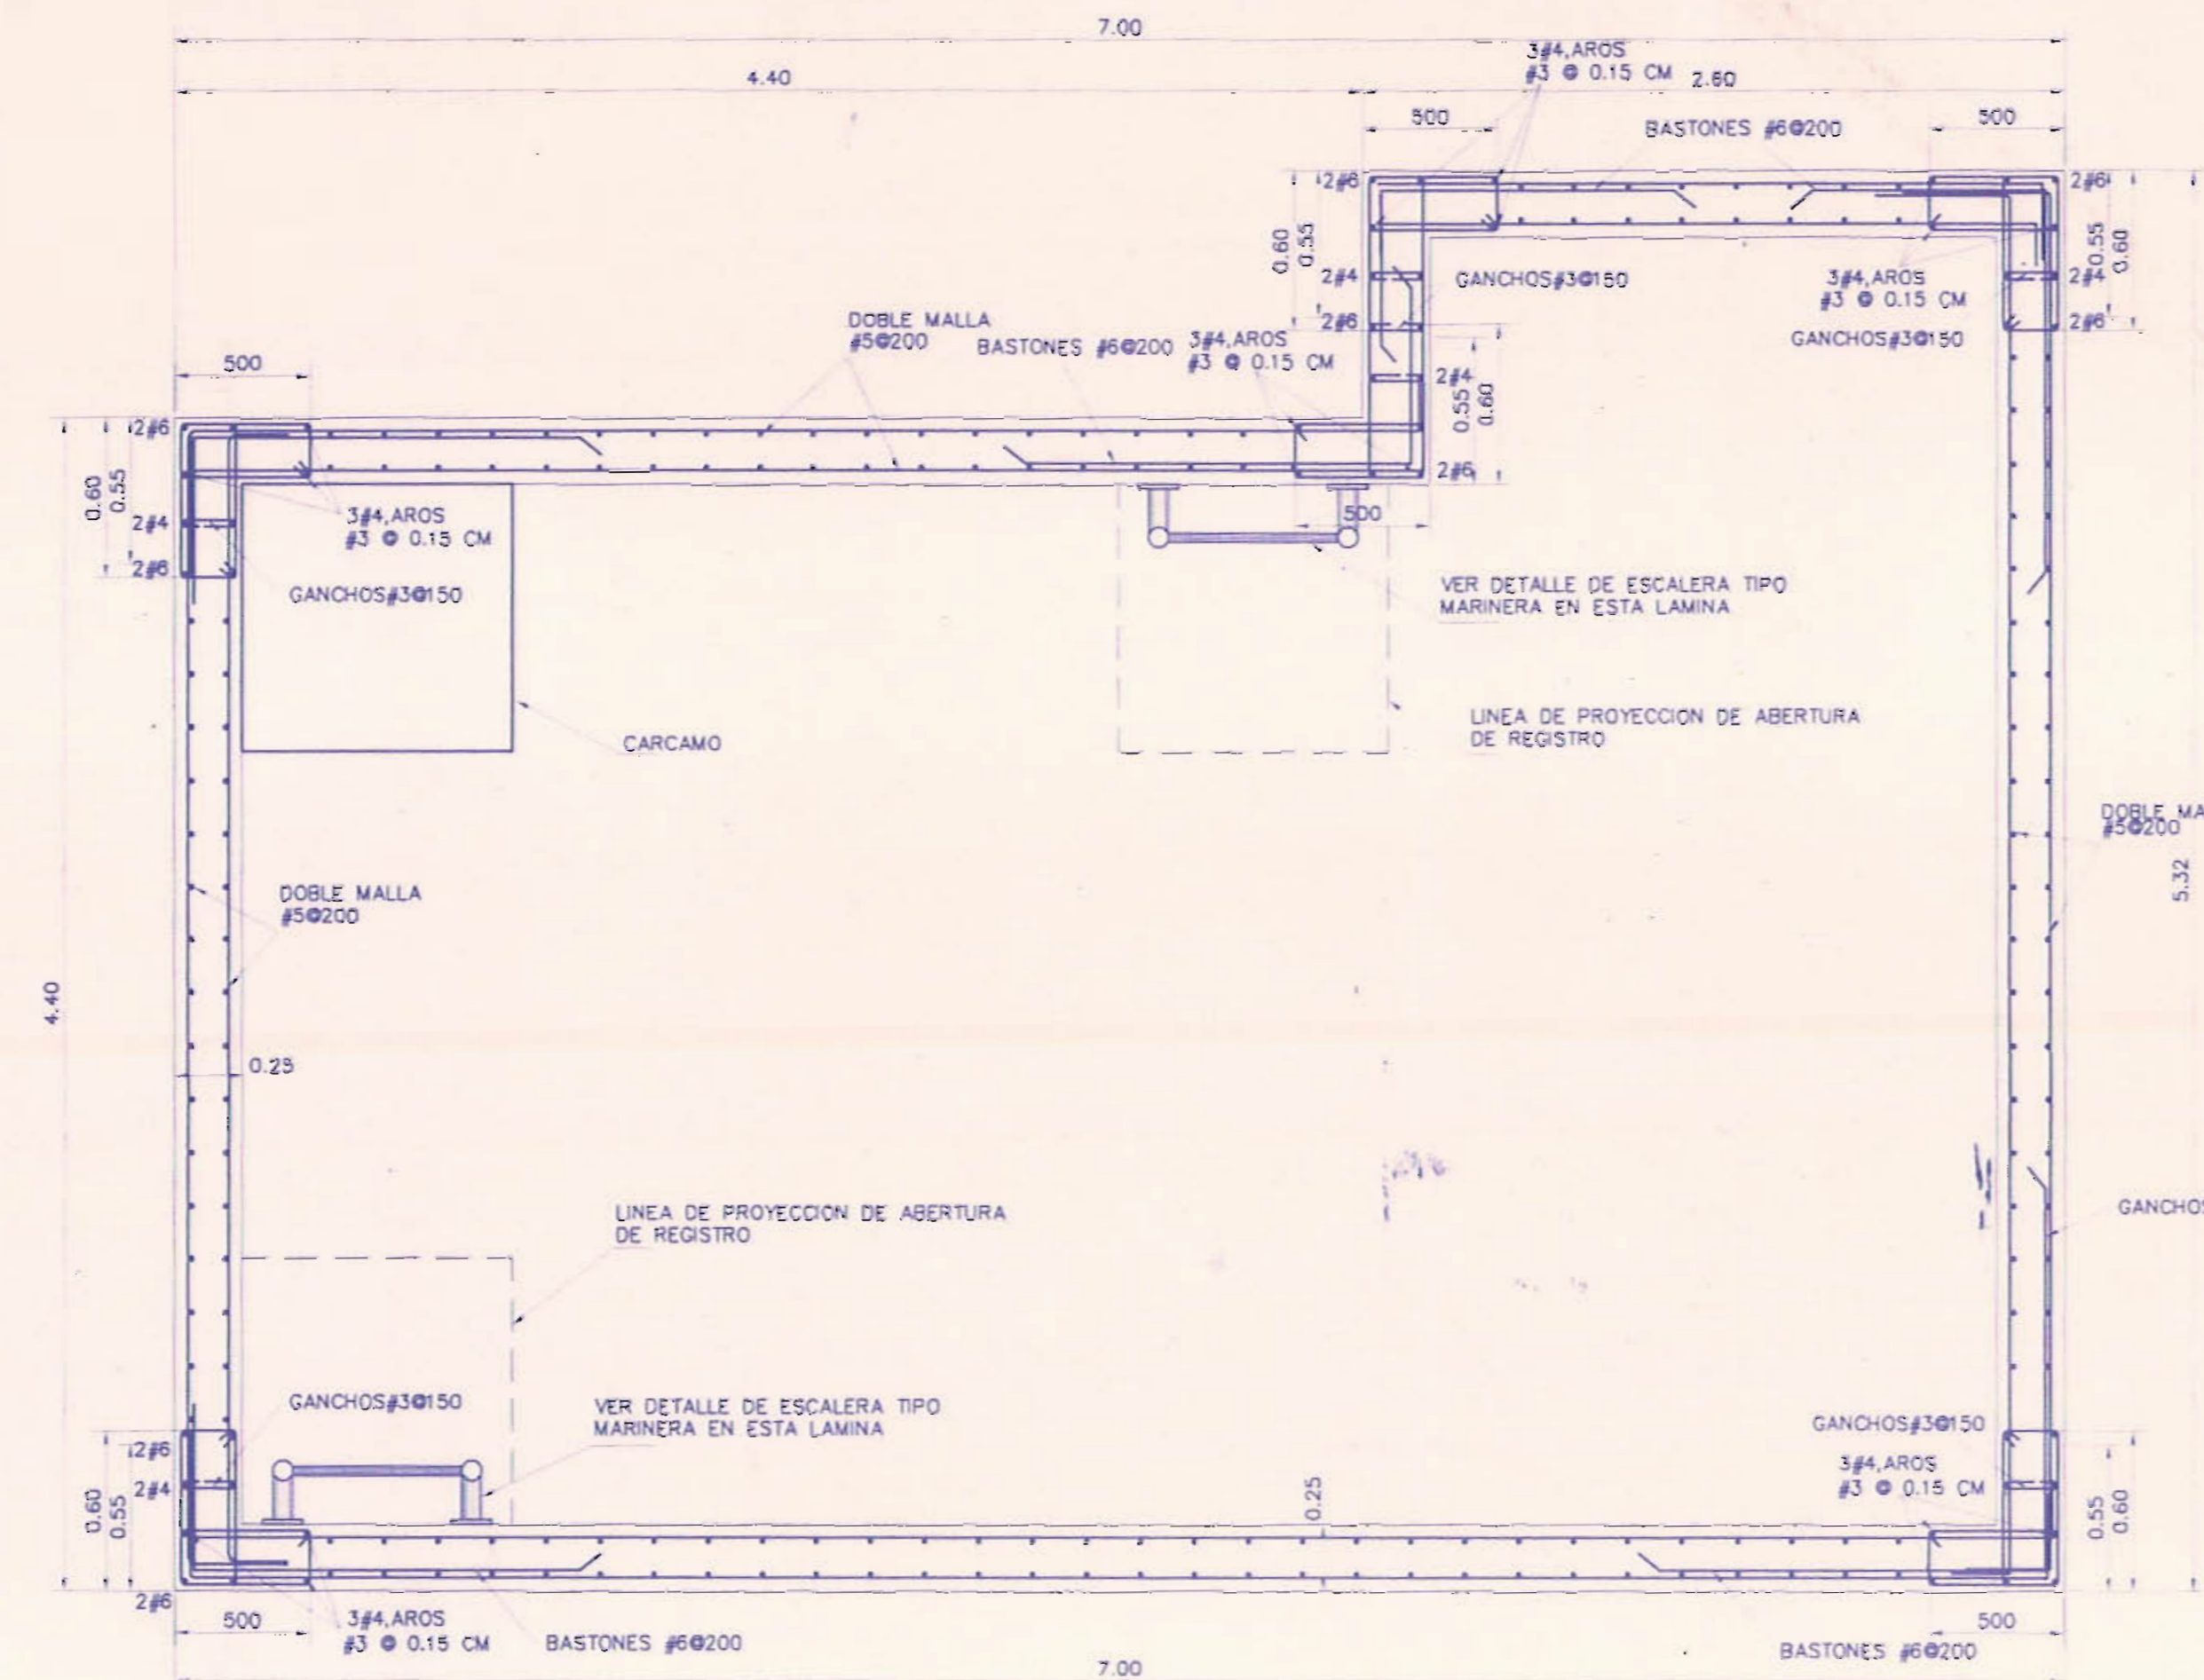 7.00
4.40
3#4,AROS
#3 @ 0.15 CM
2.60
500
BASTONES #6@200
500
2#6
2#6
0.60
0.55
0.55
0.60
2#4
GANCHOS#3@150
3#4,AROS
#3 @ 0.15 CM
2#4
2#6
2#6
GANCHOS#3@150
DOBLE MALLA
#5@200
BASTONES #6@200
3#4,AROS
#3 @ 0.15 CM
500
2#4
0.55
0.60
2#6
2#6
0.60
0.55
2#4
2#6
3#4,AROS
#3 @ 0.15 CM
500
GANCHOS#3@150
VER DETALLE DE ESCALERA TIPO
MARINERA EN ESTA LAMINA
CARCAMO
LINEA DE PROYECCION DE ABERTURA
DE REGISTRO
DOBLE MA
#5@200
5.32
DOBLE MALLA
#5@200
4.40
LINEA DE PROYECCION DE ABERTURA
DE REGISTRO
GANCHOS
GANCHOS#3@150
VER DETALLE DE ESCALERA TIPO
MARINERA EN ESTA LAMINA
GANCHOS#3@150
2#6
2#4
0.60
0.55
0.25
3#4,AROS
#3 @ 0.15 CM
0.55
0.60
2#6
500
3#4,AROS
#3 @ 0.15 CM
BASTONES #6@200
500
BASTONES #6@200
7.00